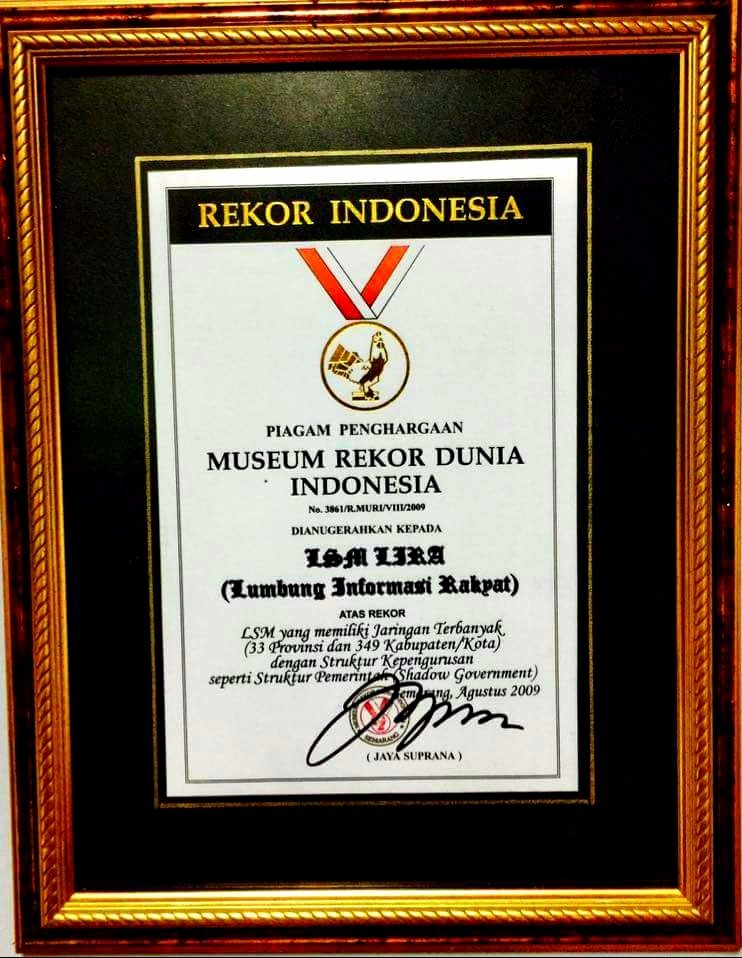 REKOR INDONESIA
PIAGAM PENGHARGAAN
MUSEUM REKOR DUNIA
INDONESIA
No. 3861/R.MURI/VIII/2009
DIANUGERAHKAN KEPADA
LSM LIRA
(Lumbung Informasi Rakyat)
ATAS REKOR
LSM yang memiliki Jaringan Terbanyak
(33 Provinsi dan 349 Kabupaten/Kota)
dengan Struktur Kepengurusan
seperti Struktur Pemerintah (Shadow Government)
Semarang, Agustus 2009
SEMARANG
( JAYA SUPRANA )